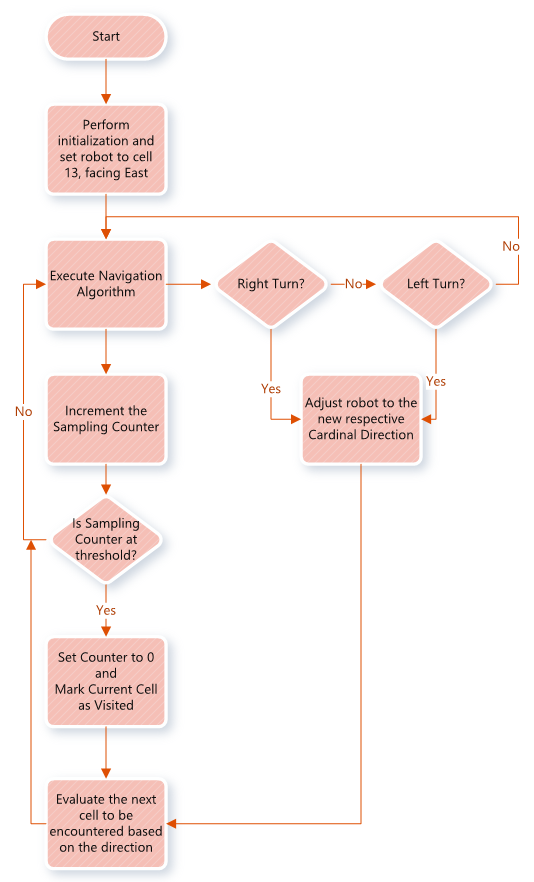 Start
Perform
initialization and
set robot to cell
13, facing East
No
Execute Navigation
Algorithm
Right Turn?
No
Left Turn?
Yes
Yes
No
Increment the
Sampling Counter
Adjust robot to the
new respective
Cardinal Direction
Is Sampling
Counter at
threshold?
Yes
Set Counter to 0
and
Mark Current Cell
as Visited
Evaluate the next
cell to be
encountered based
on the direction